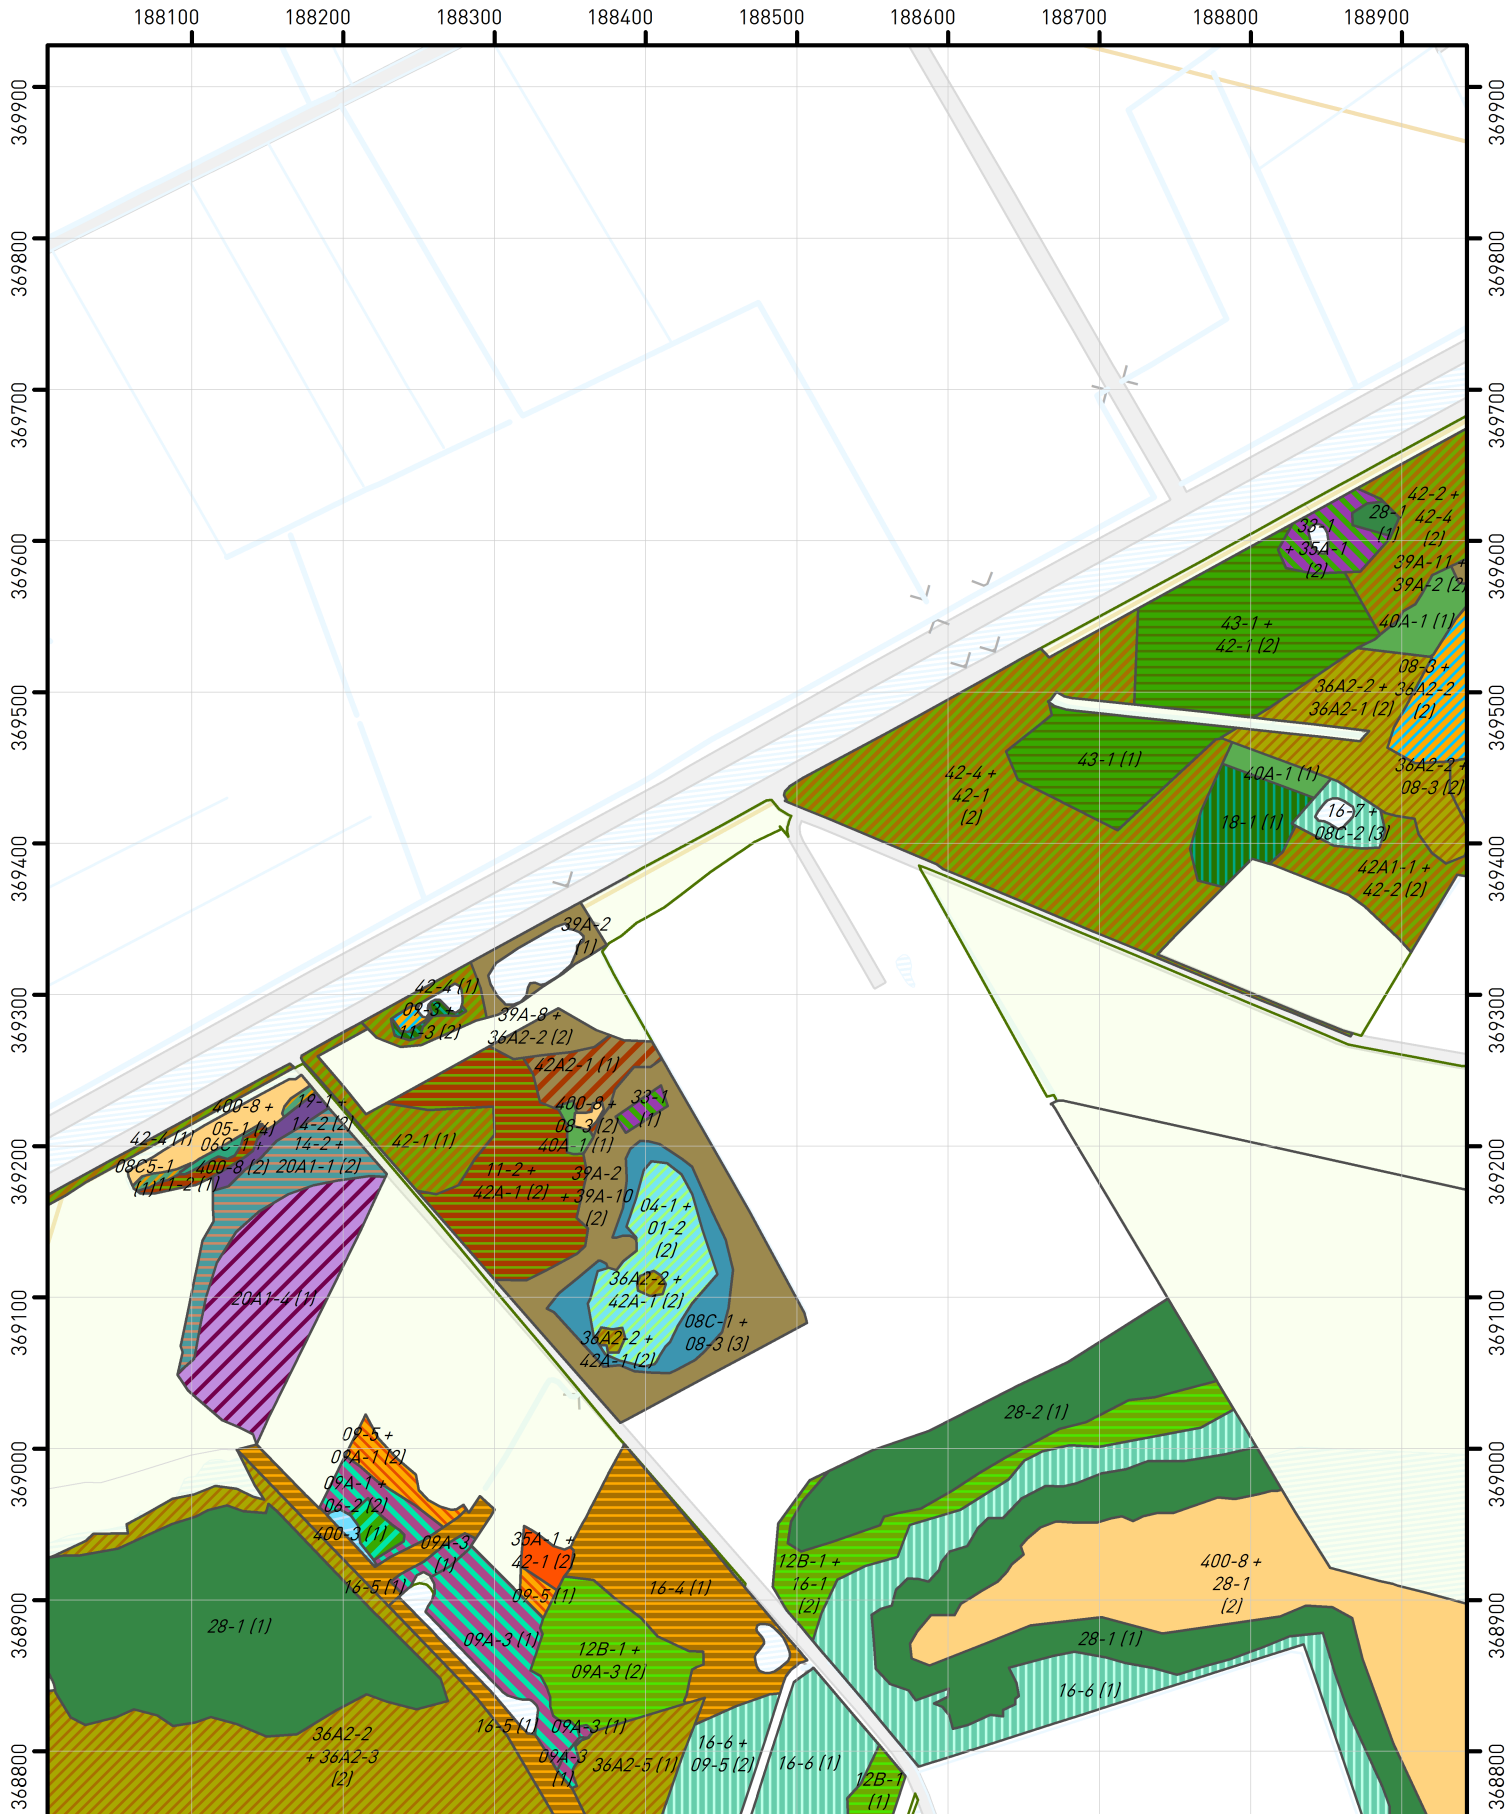 188100 188200 188300 188400 188500 188600 188700 188800 188900
369900
369900
369800
369800
369700
369700
369600
369600
369500
369500
369400
369400
369300
369300
369200
369200
369100
369100
369000
369000
368900
368900
368800
368800
42-2 +
42-4
(2)
28-1
(1)
33-1
+ 35A-1
(2)
39A-11 +
39A-2 (2)
40A-1 (1)
43-1 +
42-1 (2)
08-3 +
36A2-2
(2)
36A2-2 +
36A2-1 (2)
43-1 (1)
40A-1 (1)
36A2-2 +
08-3 (2)
42-4 +
42-1
(2)
18-1 (1)
16-7 +
08C-2 (3)
42A1-1 +
42-2 (2)
39A-2
(1)
42-4 (1)
09-3 +
11-3 (2)
39A-8 +
36A2-2 (2)
42A2-1 (1)
400-8 +
08-3 (2)
33-1
(1)
40A-1 (1)
400-8 +
05-1 (4)
19-1 +
14-2 (2)
42-4 (1)
06C-1 +
400-8 (2)
14-2 +
20A1-1 (2)
08C5-1
(1)
11-2 (1)
42-1 (1)
11-2 +
42A-1 (2)
39A-2
+ 39A-10
(2)
04-1 +
01-2
(2)
36A2-2 +
42A-1 (2)
20A1-4 (1)
08C-1 +
08-3 (3)
36A2-2 +
42A-1 (2)
28-2 (1)
09-5 +
09A-1 (2)
09A-1 +
06-2 (2)
400-3 (1)
09A-3
(1)
35A-1 +
42-1 (2)
09-5 (1)
16-5 (1)
16-4 (1)
12B-1 +
16-1
(2)
400-8 +
28-1
(2)
28-1 (1)
09A-3 (1)
12B-1 +
09A-3 (2)
28-1 (1)
16-6 (1)
16-5 (1)
09A-3 (1)
36A2-2
+ 36A2-3
(2)
09A-3
(1)
36A2-5 (1)
16-6 +
09-5 (2)
16-6 (1)
12B-1
(1)